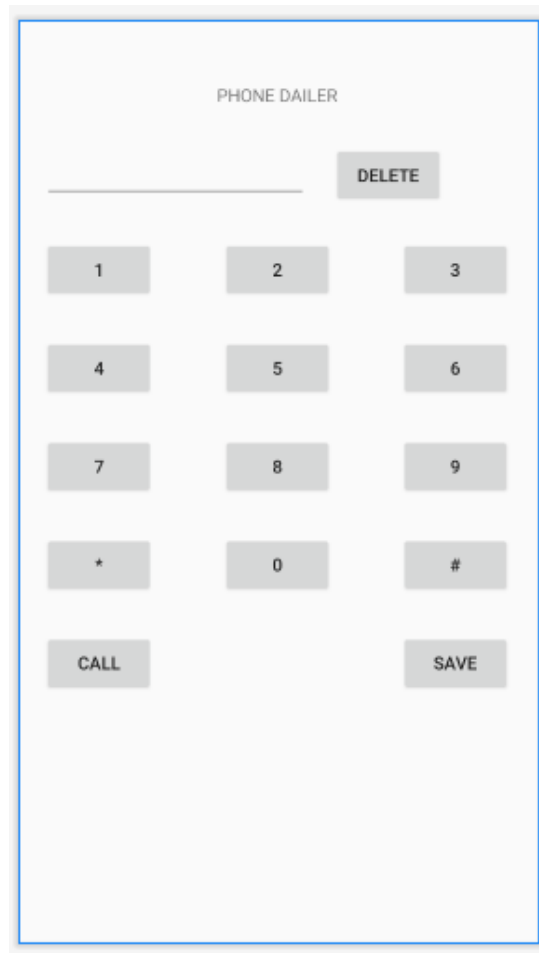 PHONE DAILER
DELETE
1 2 3
4 5 6
7 8 9
* 0 #
CALL SAVE